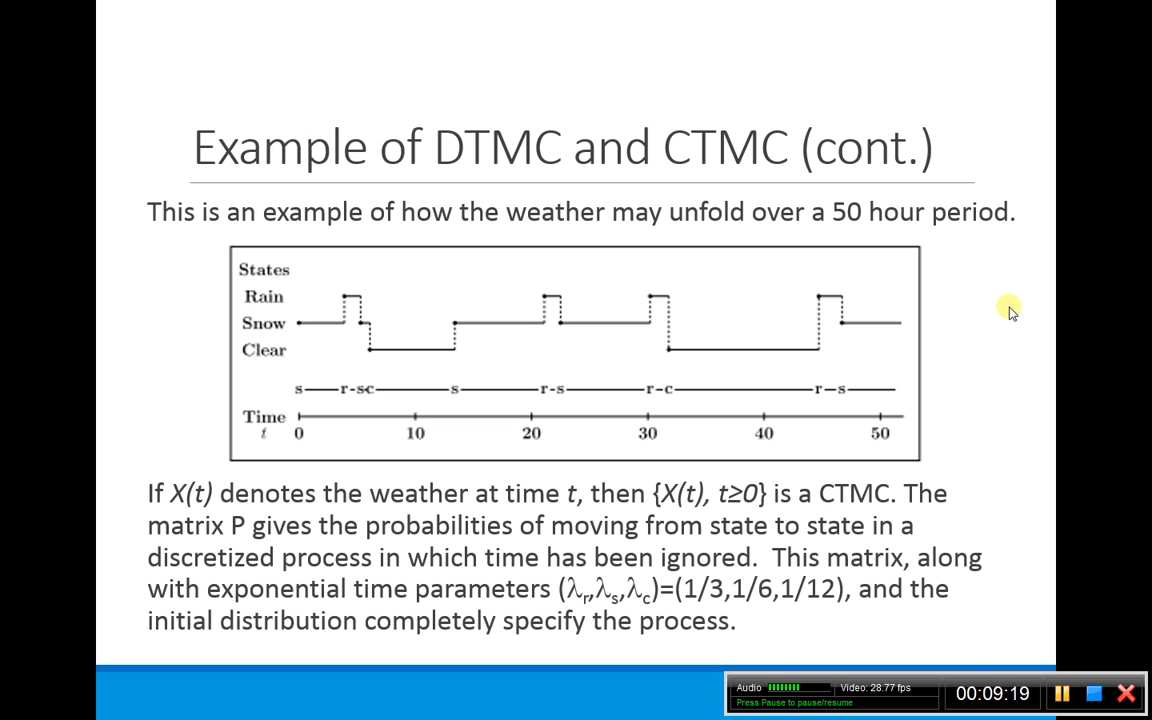 Example of DTMC and CTMC (cont.)
This is an example of how the weather may unfold over a 50 hour period.
States
Rain
Snow
Clear
s r-sc s r-s r-c r-s
Time
t 0 10 20 30 40 50
If X(t) denotes the weather at time t, then {X(t), t≥0} is a CTMC. The
matrix P gives the probabilities of moving from state to state in a
discretized process in which time has been ignored.  This matrix, along
with exponential time parameters (λr,λs,λc)=(1/3,1/6,1/12), and the
initial distribution completely specify the process.
Audio Video: 28.77 fps
Press Pause to pause/resume
00:09:19